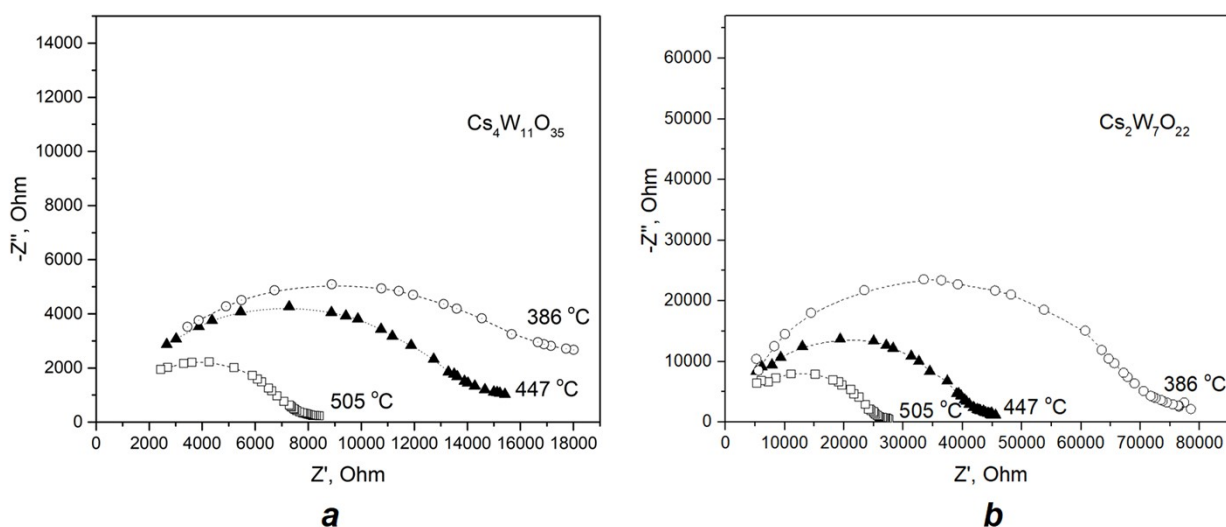 14000
12000
10000
8000
6000
4000
2000
0
-Z'', Ohm
Cs4W11O35
386 °C
447 °C
505 °C
0 2000 4000 6000 8000 10000 12000 14000 16000 18000
Z', Ohm
a
60000
50000
40000
30000
20000
10000
0
-Z'', Ohm
Cs2W7O22
386 °C
505 °C 447 °C
0 10000 20000 30000 40000 50000 60000 70000 80000
Z', Ohm
b